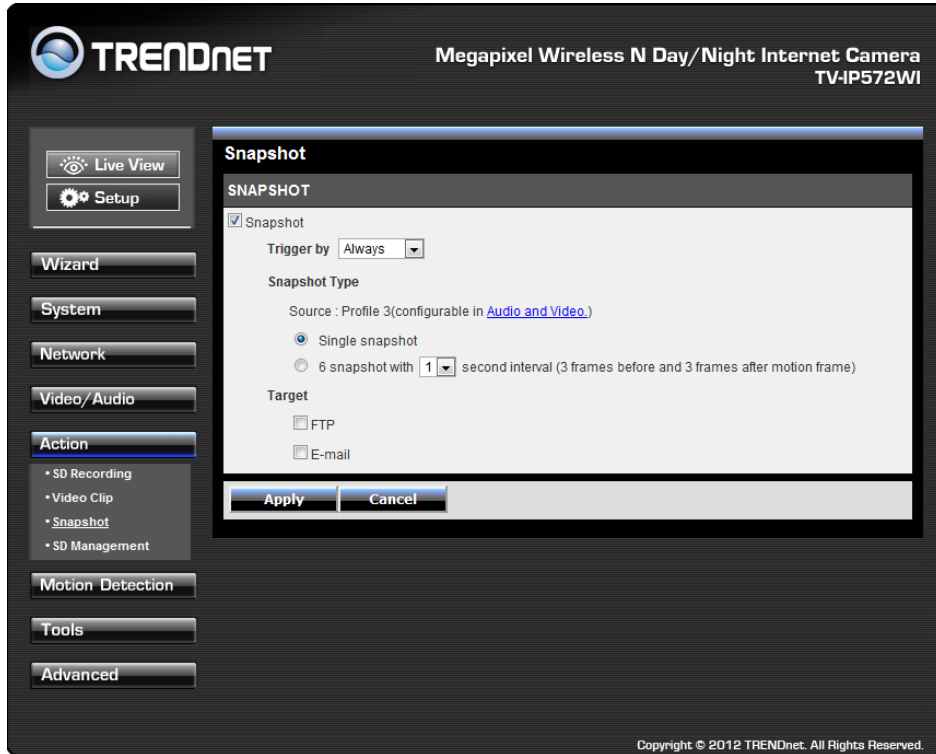 TRENDNET
Megapixel Wireless N Day/Night Internet Camera
TV-IP572WI
Live View
Setup
Wizard
System
Network
Video/Audio
Action
• SD Recording
• Video Clip
• Snapshot
• SD Management
Motion Detection
Tools
Advanced
Snapshot
SNAPSHOT
Snapshot
Trigger by Always
Snapshot Type
Source : Profile 3(configurable in Audio and Video.)
Single snapshot
6 snapshot with 1 second interval (3 frames before and 3 frames after motion frame)
Target
FTP
E-mail
Apply Cancel
Copyright © 2012 TRENDnet. All Rights Reserved.